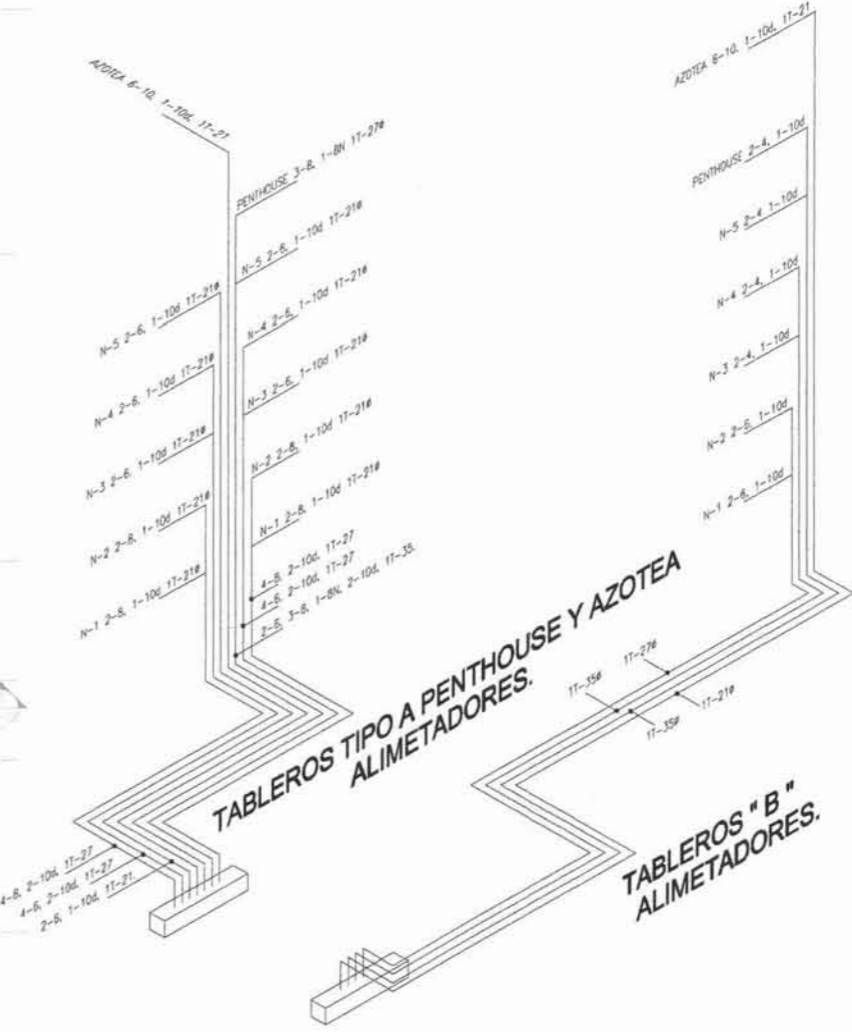 AZOTEA 6-10, 1-10d, 1T-21
PENTHOUSE 3-8, 1-8N 1T-27ø
N-5 2-6, 1-10d 1T-21ø
N-4 2-6, 1-10d 1T-21ø
N-3 2-6, 1-10d 1T-21ø
N-2 2-8, 1-10d 1T-21ø
N-1 2-8, 1-10d 1T-21ø
N-5 2-6, 1-10d 1T-21ø
N-4 2-6, 1-10d 1T-21ø
N-3 2-6, 1-10d 1T-21ø
N-2 2-8, 1-10d 1T-21ø
N-1 2-8, 1-10d 1T-21ø
4-8, 2-10d, 1T-27
4-6, 2-10d, 1T-27
2-6, 3-8, 1-8N, 2-10d, 1T-35.
4-8, 2-10d, 1T-27
4-6, 2-10d, 1T-27
2-6, 1-10d, 1T-21
TABLEROS TIPO A PENTHOUSE Y AZOTEA
ALIMETADORES.
AZOTEA 6-10, 1-10d, 1T-21
PENTHOUSE 2-4, 1-10d
N-5 2-4, 1-10d
N-4 2-4, 1-10d
N-3 2-4, 1-10d
N-2 2-6, 1-10d
N-1 2-6, 1-10d
1T-27ø
1T-35ø
1T-21ø
1T-35ø
TABLEROS " B "
ALIMETADORES.